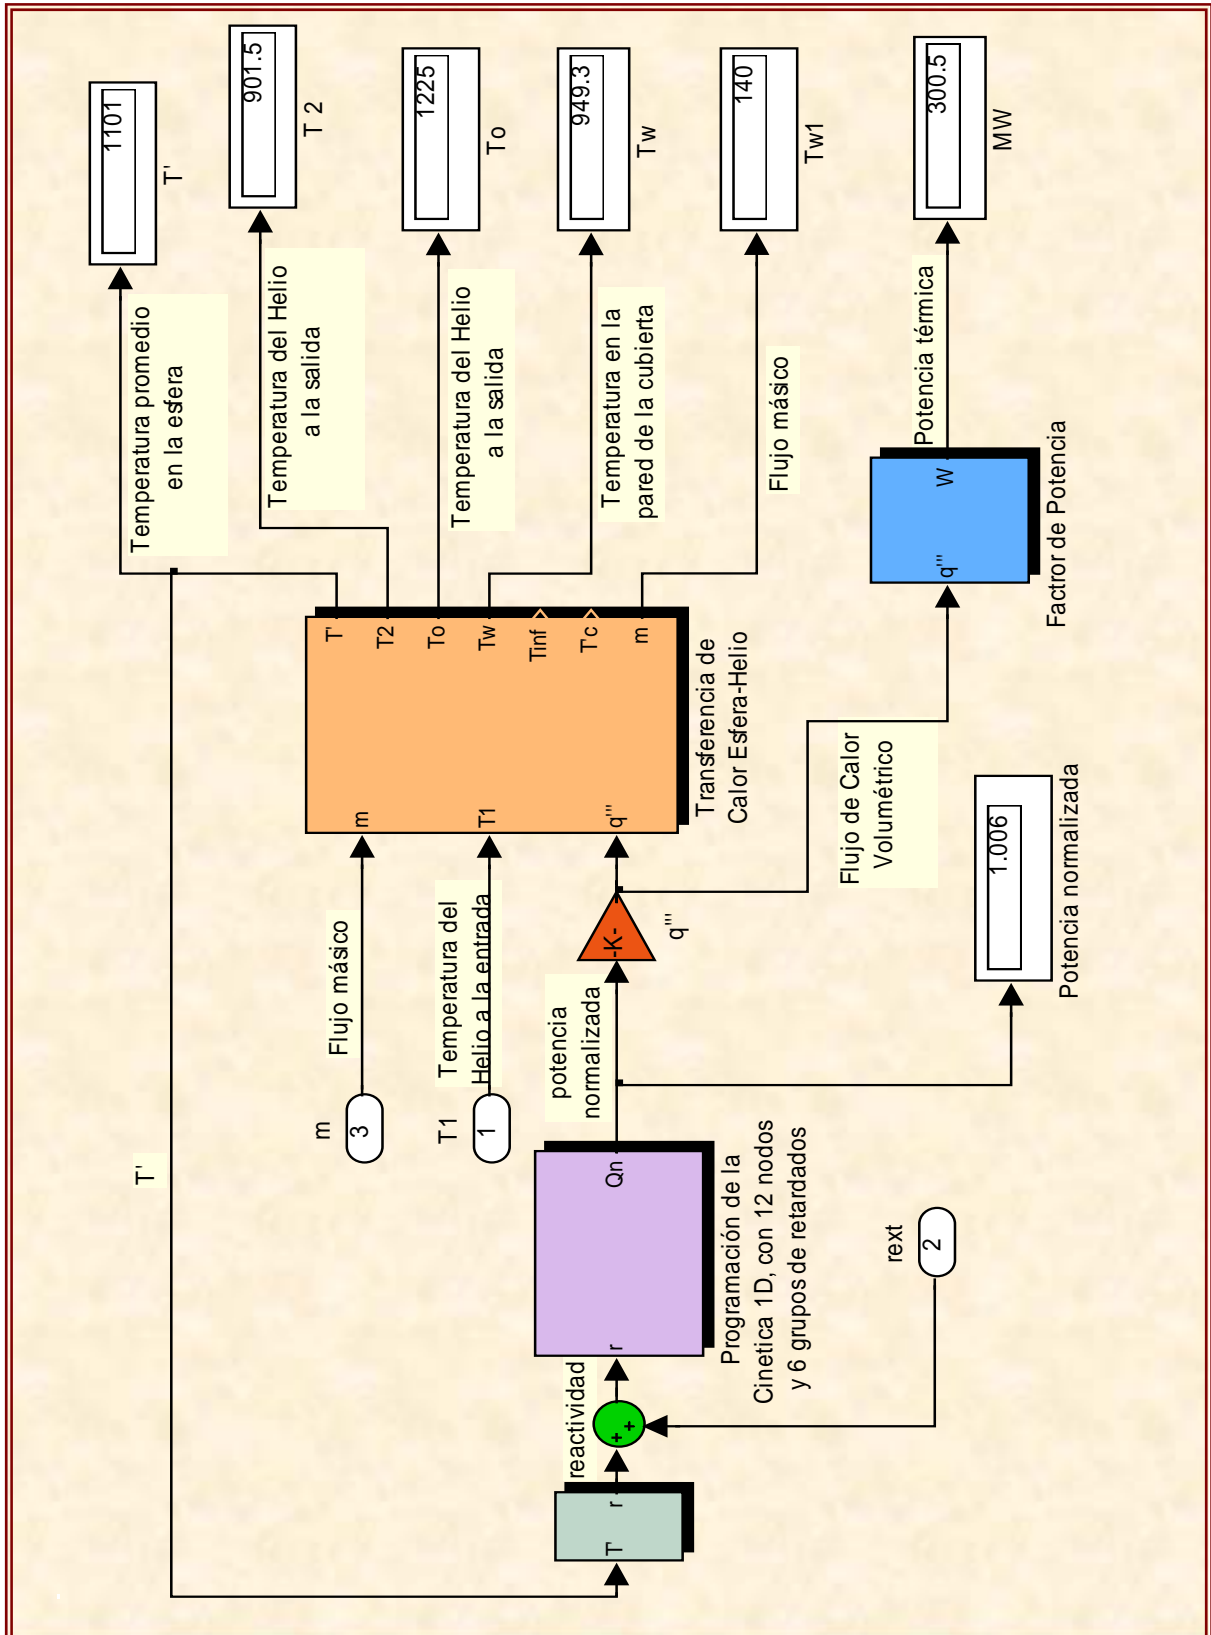 1101
T'
901.5
T 2
1225
To
949.3
Tw
140
Tw1
300.5
MW
Temperatura promedio
en la esfera
Temperatura del Helio
a la salida
Temperatura del Helio
a la salida
Temperatura en la
pared de la cubierta
Flujo másico
Potencia térmica
T'
T'
T2
To
Tw
Tinf
T'c
m
m
T1
q'''
Transferencia de
Calor Esfera-Helio
W
q'''
Factror de Potencia
Flujo másico
m
3
Temperatura del
Helio a la entrada
T1
1
potencia
normalizada
-K-
q'''
Flujo de Calor
Volumétrico
1.006
Potencia normalizada
Qn
r
Programación de la
Cinetica 1D, con 12 nodos
y 6 grupos de retardados
rext
2
reactividad
+
+
T
r